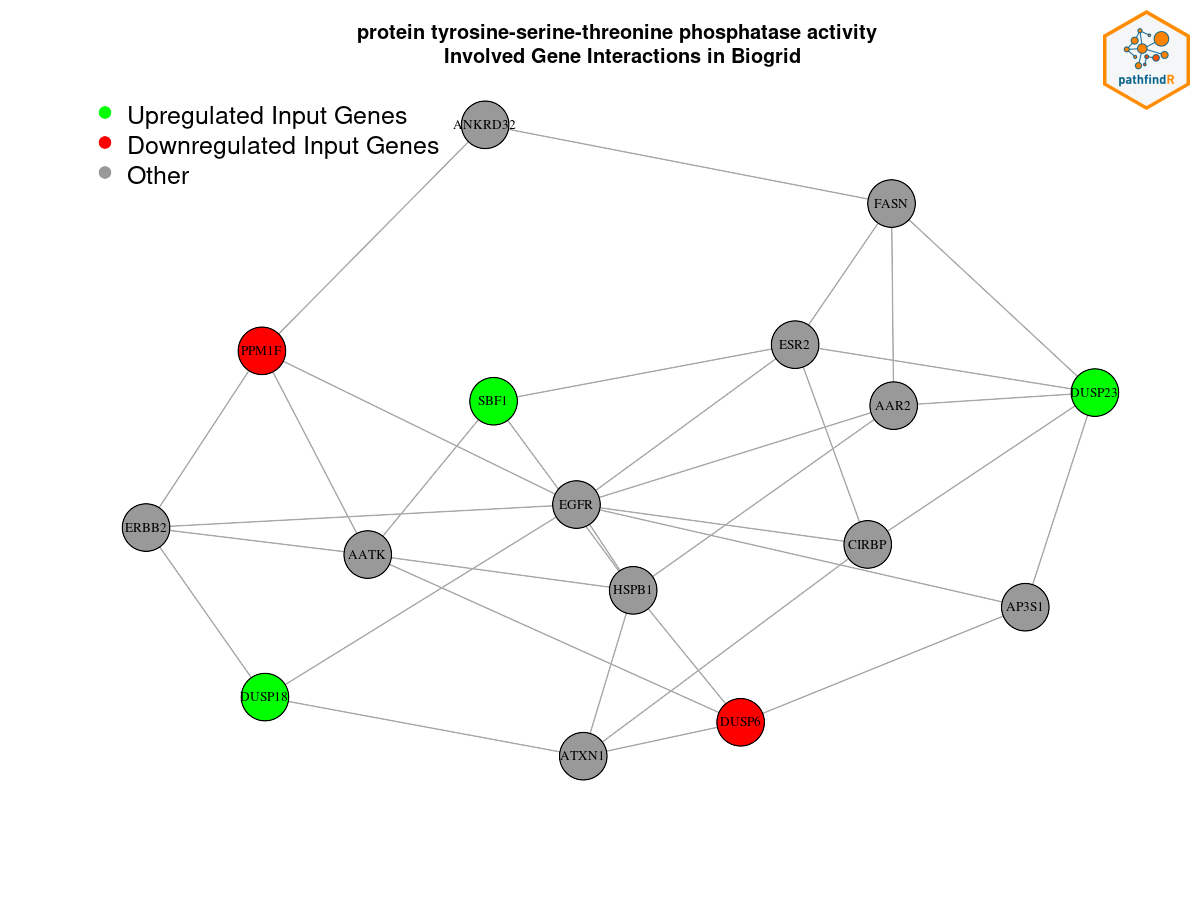 protein tyrosine-serine-threonine phosphatase activity
Involved Gene Interactions in Biogrid
pathfindR
Upregulated Input Genes
Downregulated Input Genes
Other
ANKRD32
FASN
PPM1F
ESR2
DUSP23
SBF1
AAR2
EGFR
ERBB2
AATK
CIRBP
HSPB1
AP3S1
DUSP18
DUSP6
ATXN1